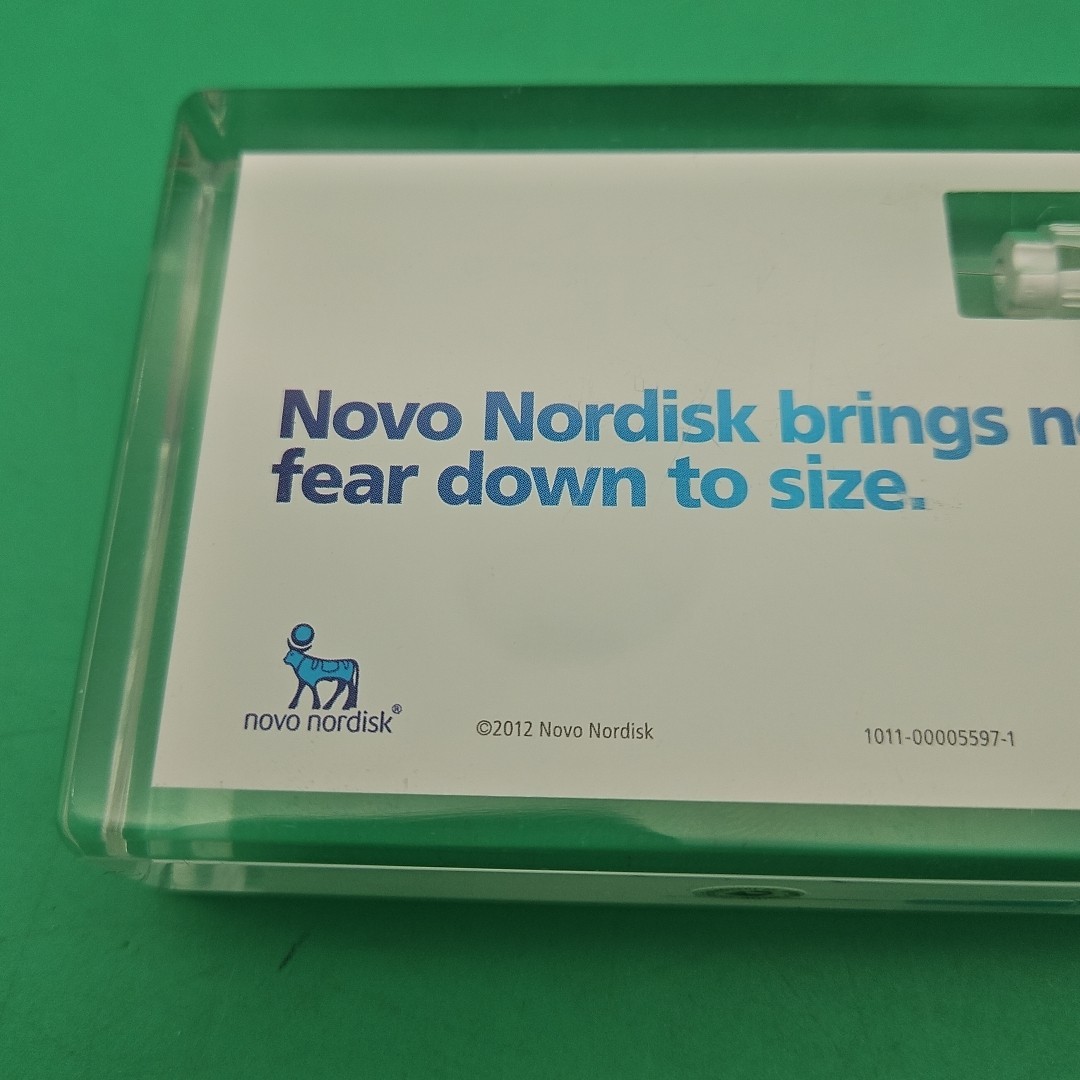 Novo Nordisk brings
fear down to size.
novo nordisk®
©2012 Novo Nordisk
1011-00005597-1